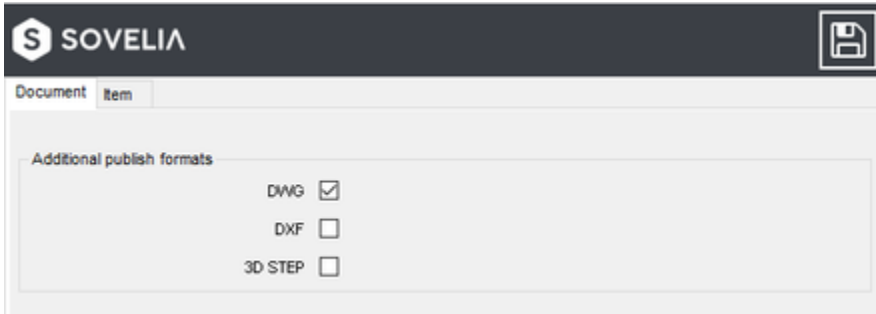 S SOVELIA
Document Item
Additional publish formats
DWG
DXF
3D STEP